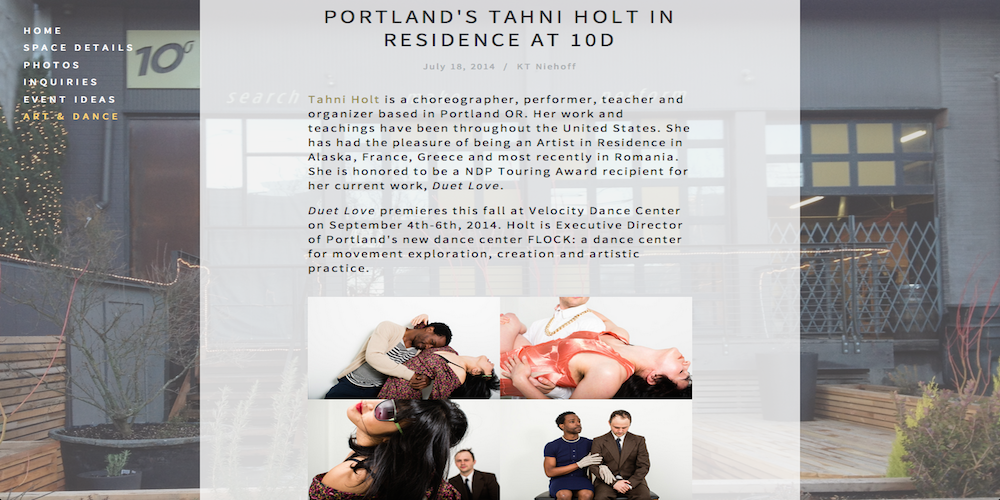 HOME
SPACE DETAILS
PHOTOS
INQUIRIES
EVENT IDEAS
ART & DANCE
10
PORTLAND'S TAHNI HOLT IN
RESIDENCE AT 10D
July 18, 2014 / KT Niehoff
search
perform
Tahni Holt is a choreographer, performer, teacher and
organizer based in Portland OR. Her work and
teachings have been throughout the United States. She
has had the pleasure of being an Artist in Residence in
Alaska, France, Greece and most recently in Romania.
She is honored to be a NDP Touring Award recipient for
her current work, Duet Love.
Duet Love premieres this fall at Velocity Dance Center
on September 4th-6th, 2014. Holt is Executive Director
of Portland's new dance center FLOCK: a dance center
for movement exploration, creation and artistic
practice.